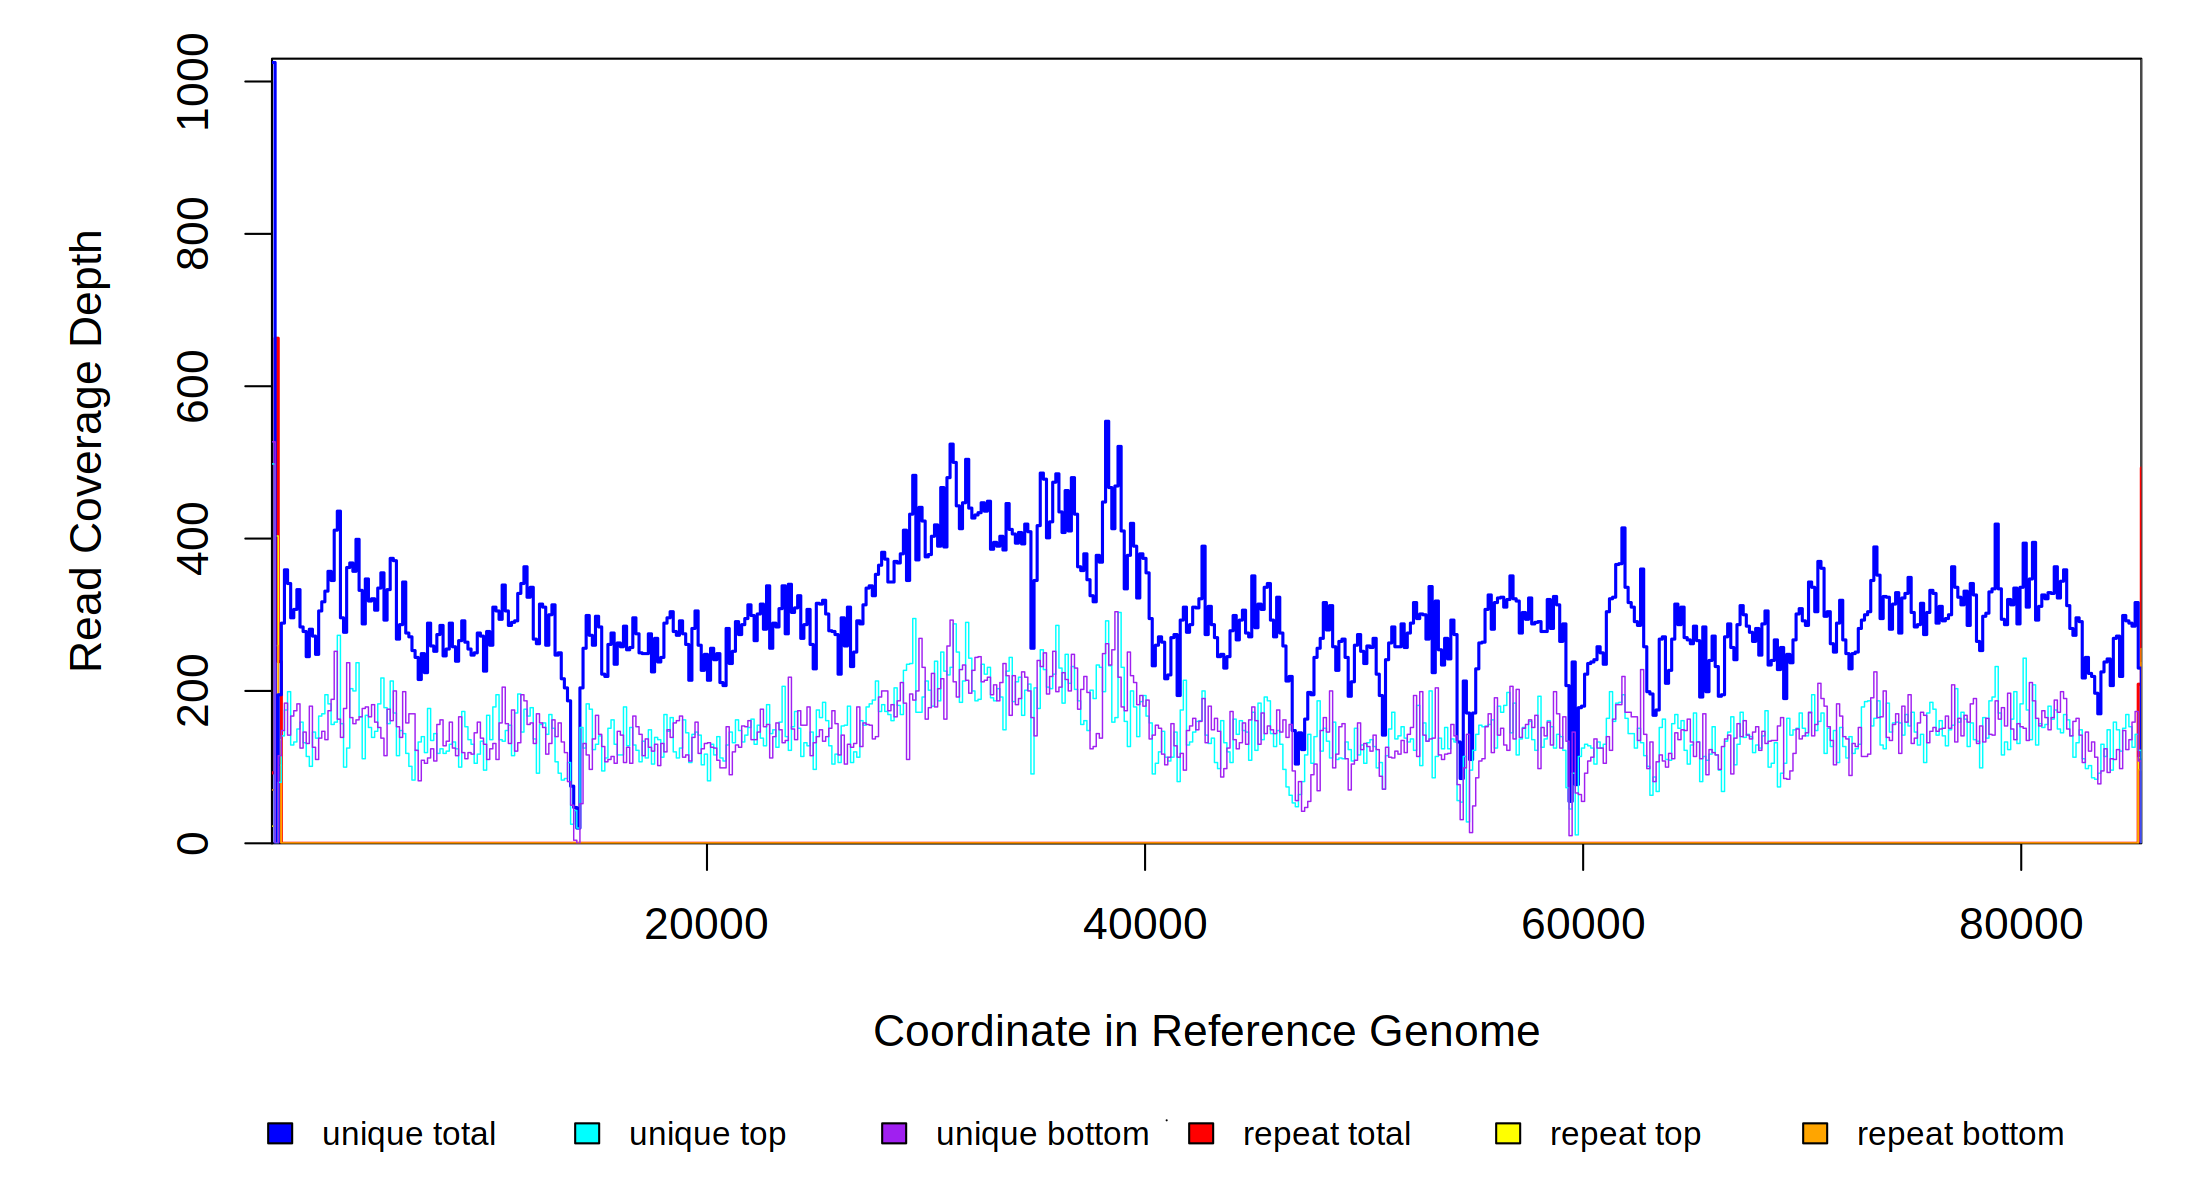 Read Coverage Depth
1000
800
600
400
200
0
20000 40000 60000 80000
Coordinate in Reference Genome
unique total unique top unique bottom repeat total repeat top repeat bottom